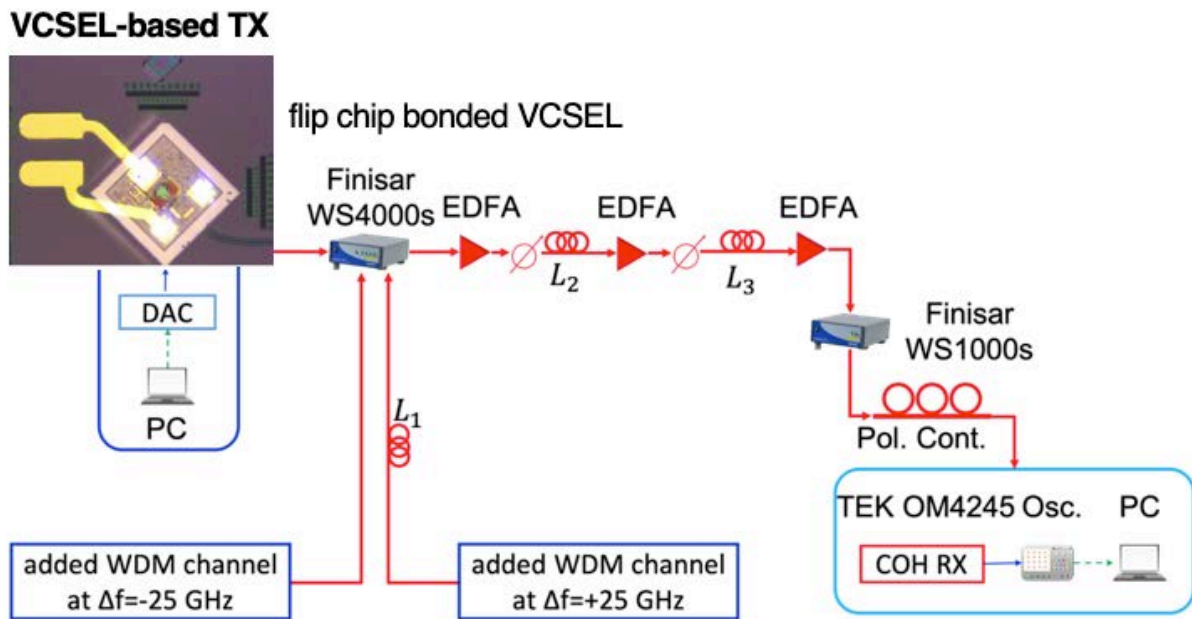 VCSEL-based TX
flip chip bonded VCSEL
Finisar
WS4000s
EDFA
EDFA
EDFA
L2
L3
DAC
PC
L1
Finisar
WS1000s
Pol. Cont.
TEK OM4245 Osc. PC
COH RX
added WDM channel
at Δf=-25 GHz
added WDM channel
at Δf=+25 GHz